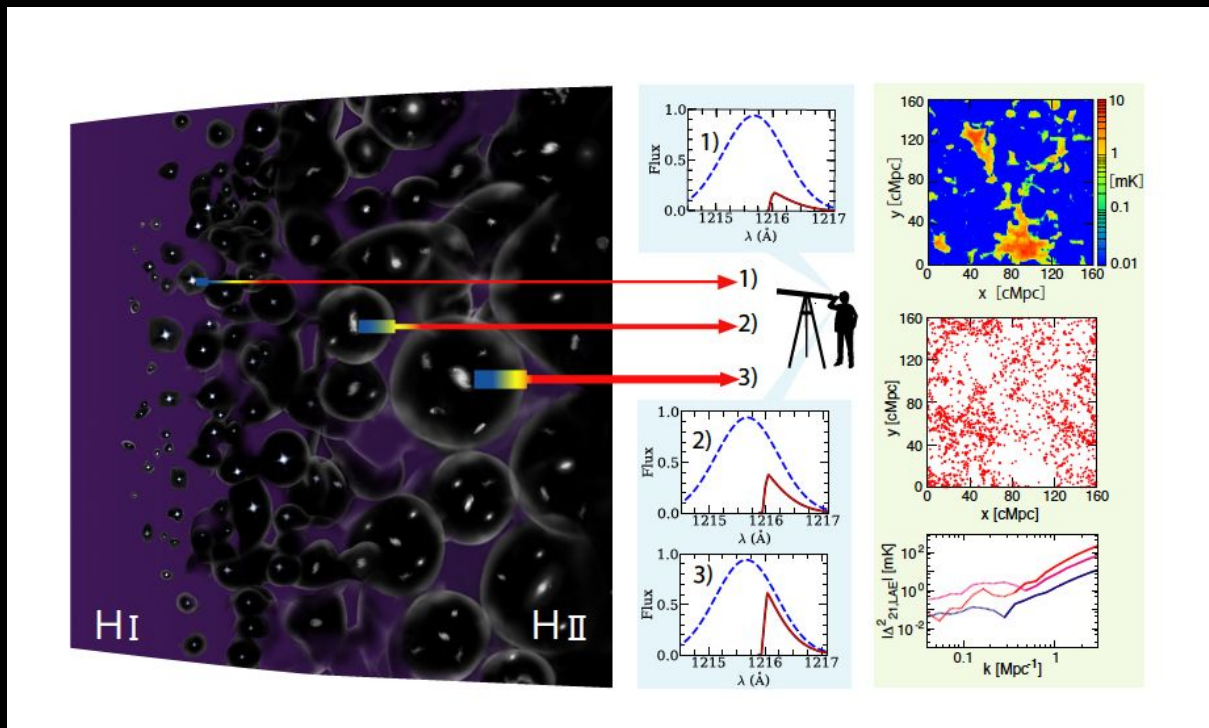 H I
H II
1)
Flux
1.0
0.5
0.0
1215
1216
1217
λ (Å)
1)
2)
3)
2)
Flux
1.0
0.5
0.0
1215
1216
1217
λ (Å)
3)
Flux
1.0
0.5
0.0
1215
1216
1217
λ (Å)
y [cMpc]
160
120
80
40
0
0 40 80 120 160
x [cMpc]
10
1
[mK]
0.1
0.01
y [cMpc]
160
120
80
40
0
0 40 80 120 160
x [cMpc]
|Δ²21,LAE| [mK]
10²
10⁰
10⁻²
0.1 1
k [Mpc⁻¹]